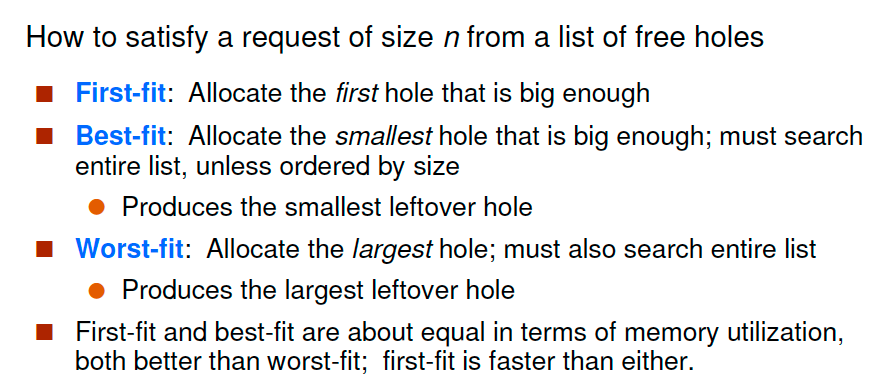 How to satisfy a request of size n from a list of free holes
First-fit: Allocate the first hole that is big enough
Best-fit: Allocate the smallest hole that is big enough; must search
entire list, unless ordered by size
Produces the smallest leftover hole
Worst-fit: Allocate the largest hole; must also search entire list
Produces the largest leftover hole
First-fit and best-fit are about equal in terms of memory utilization,
both better than worst-fit; first-fit is faster than either.